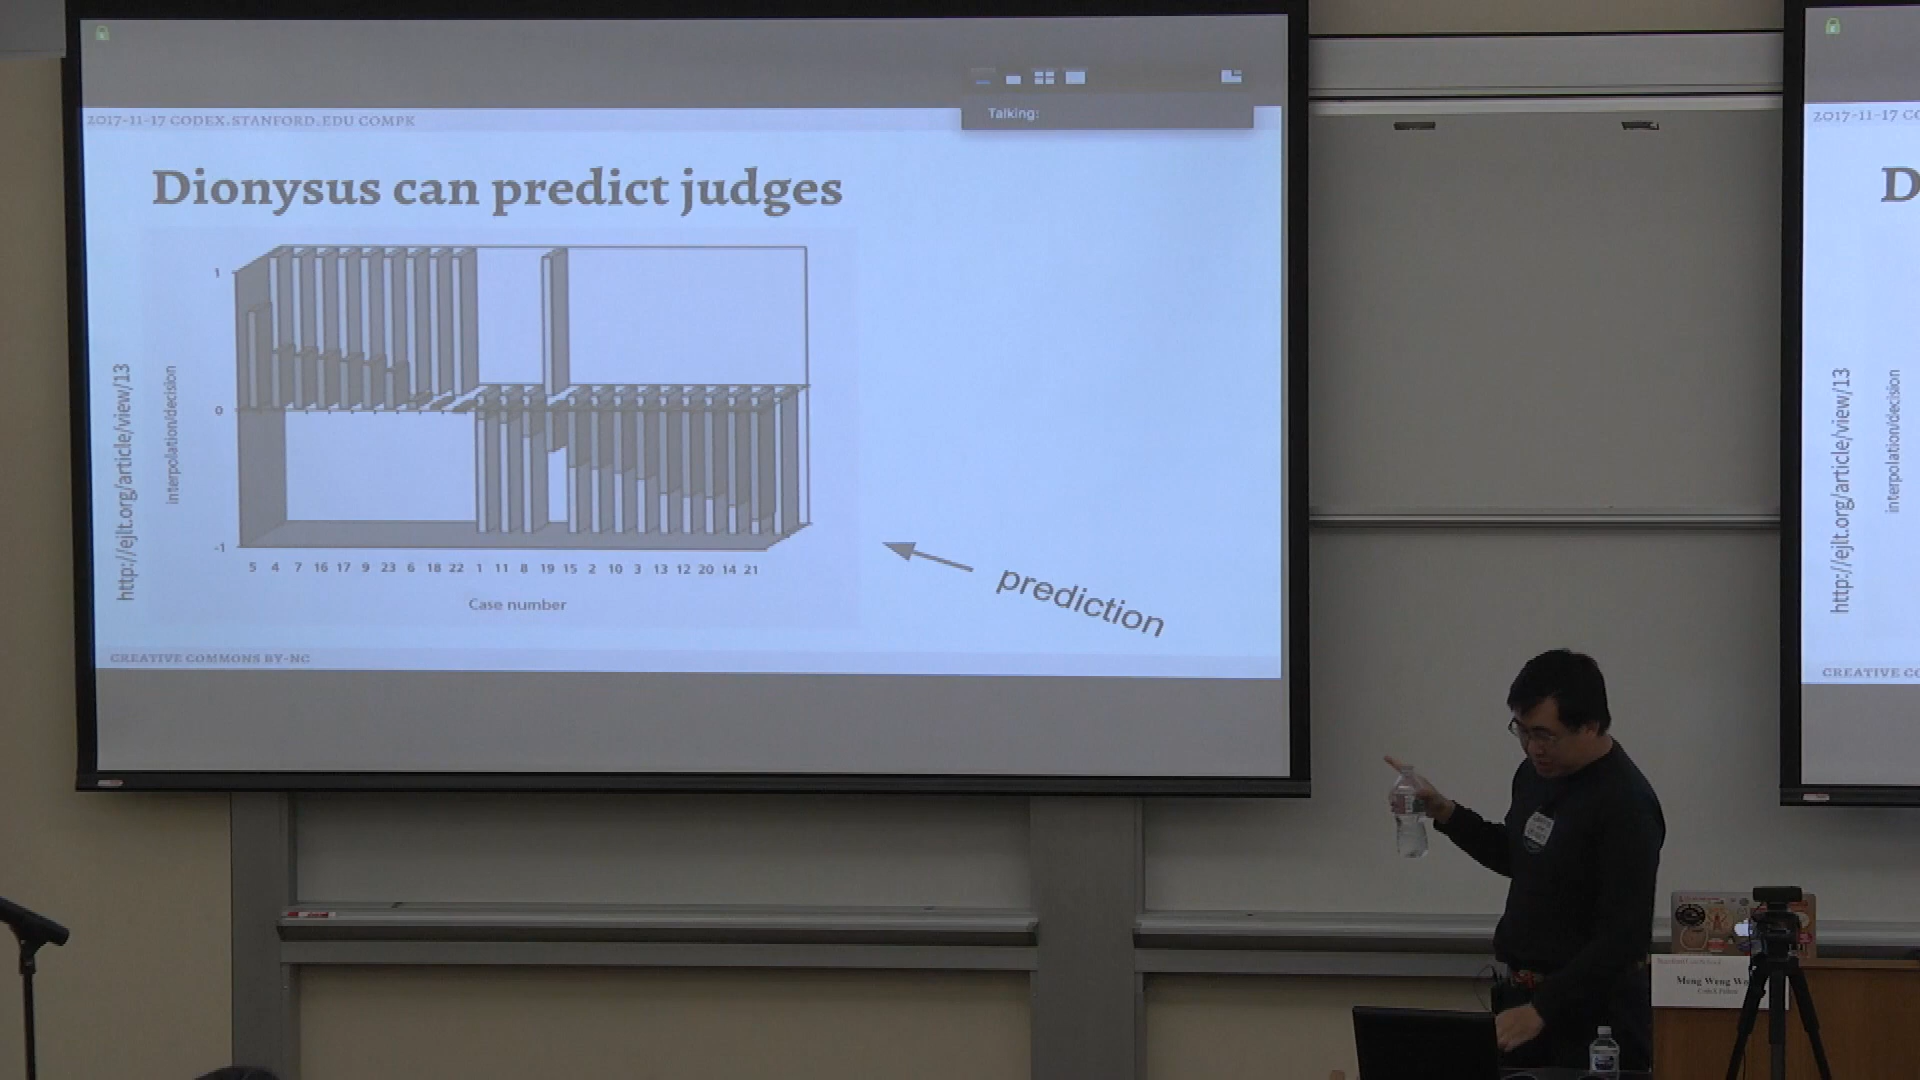 Talking:
2017-11-17 CODEX.STANFORD.EDU COMPK
Dionysus can predict judges
1
0
-1
interpolation/decision
http://ejlt.org/article/view/13
5 4 7 16 17 9 23 6 18 22 1 11 8 19 15 2 10 3 13 12 20 14 21
Case number
prediction
CREATIVE COMMONS BY-NC
2017-11-17 CO
D
interpolation/decision
http://ejlt.org/article/view/13
CREATIVE CO
Meng Weng